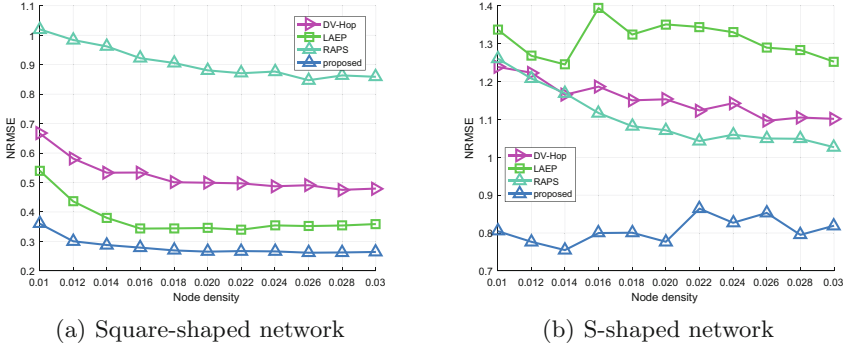 1.1
1
0.9
0.8
0.7
0.6
0.5
0.4
0.3
0.2
NRMSE
0.01 0.012 0.014 0.016 0.018 0.020 0.022 0.024 0.026 0.028 0.03
Node density
DV-Hop
LAEP
RAPS
proposed
(a) Square-shaped network
1.4
1.3
1.2
1.1
1
0.9
0.8
0.7
NRMSE
0.01 0.012 0.014 0.016 0.018 0.020 0.022 0.024 0.026 0.028 0.03
Node density
DV-Hop
LAEP
RAPS
proposed
(b) S-shaped network